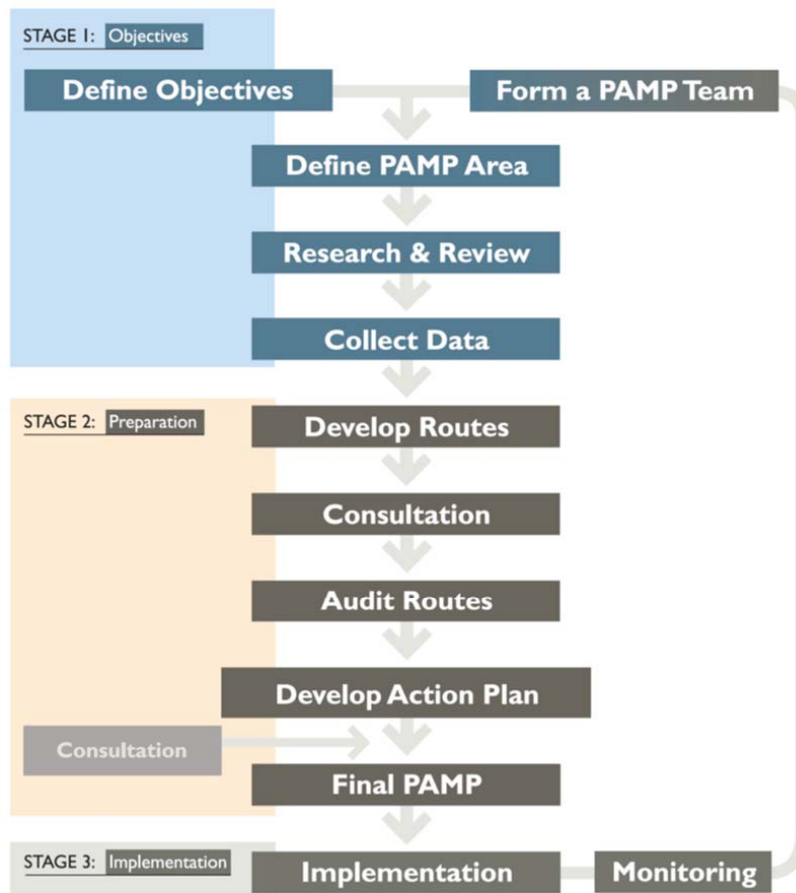 STAGE 1: Objectives
Define Objectives
Form a PAMP Team
Define PAMP Area
Research & Review
Collect Data
STAGE 2: Preparation
Develop Routes
Consultation
Audit Routes
Develop Action Plan
Consultation
Final PAMP
STAGE 3: Implementation
Implementation
Monitoring